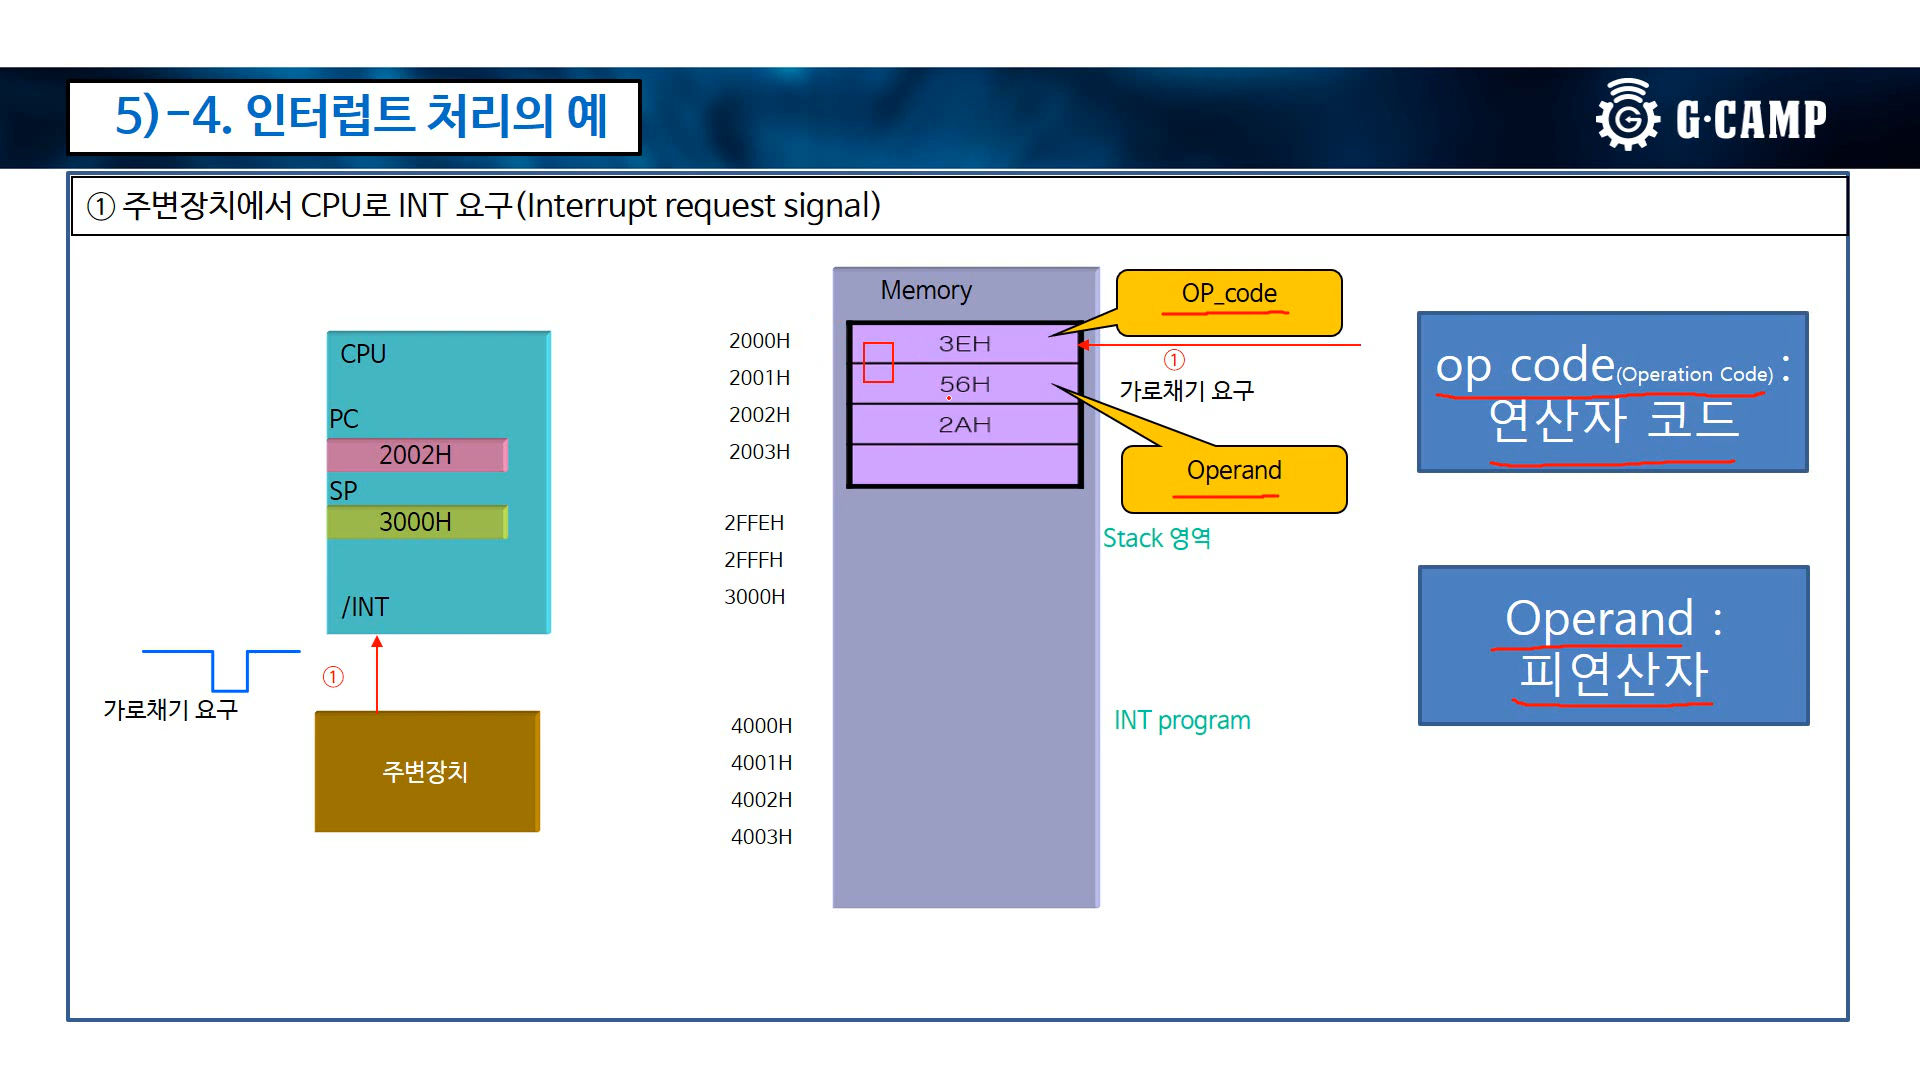 5)-4. 인터럽트 처리의 예
G·CAMP
① 주변장치에서 CPU로 INT 요구(Interrupt request signal)
CPU
PC
2002H
SP
3000H
/INT
①
가로채기 요구
주변장치
Memory
2000H
2001H
2002H
2003H
3EH
56H
2AH
2FFEH
2FFFH
3000H
4000H
4001H
4002H
4003H
OP_code
①
가로채기 요구
Operand
Stack 영역
INT program
op code(Operation Code) :
연산자 코드
Operand :
피연산자